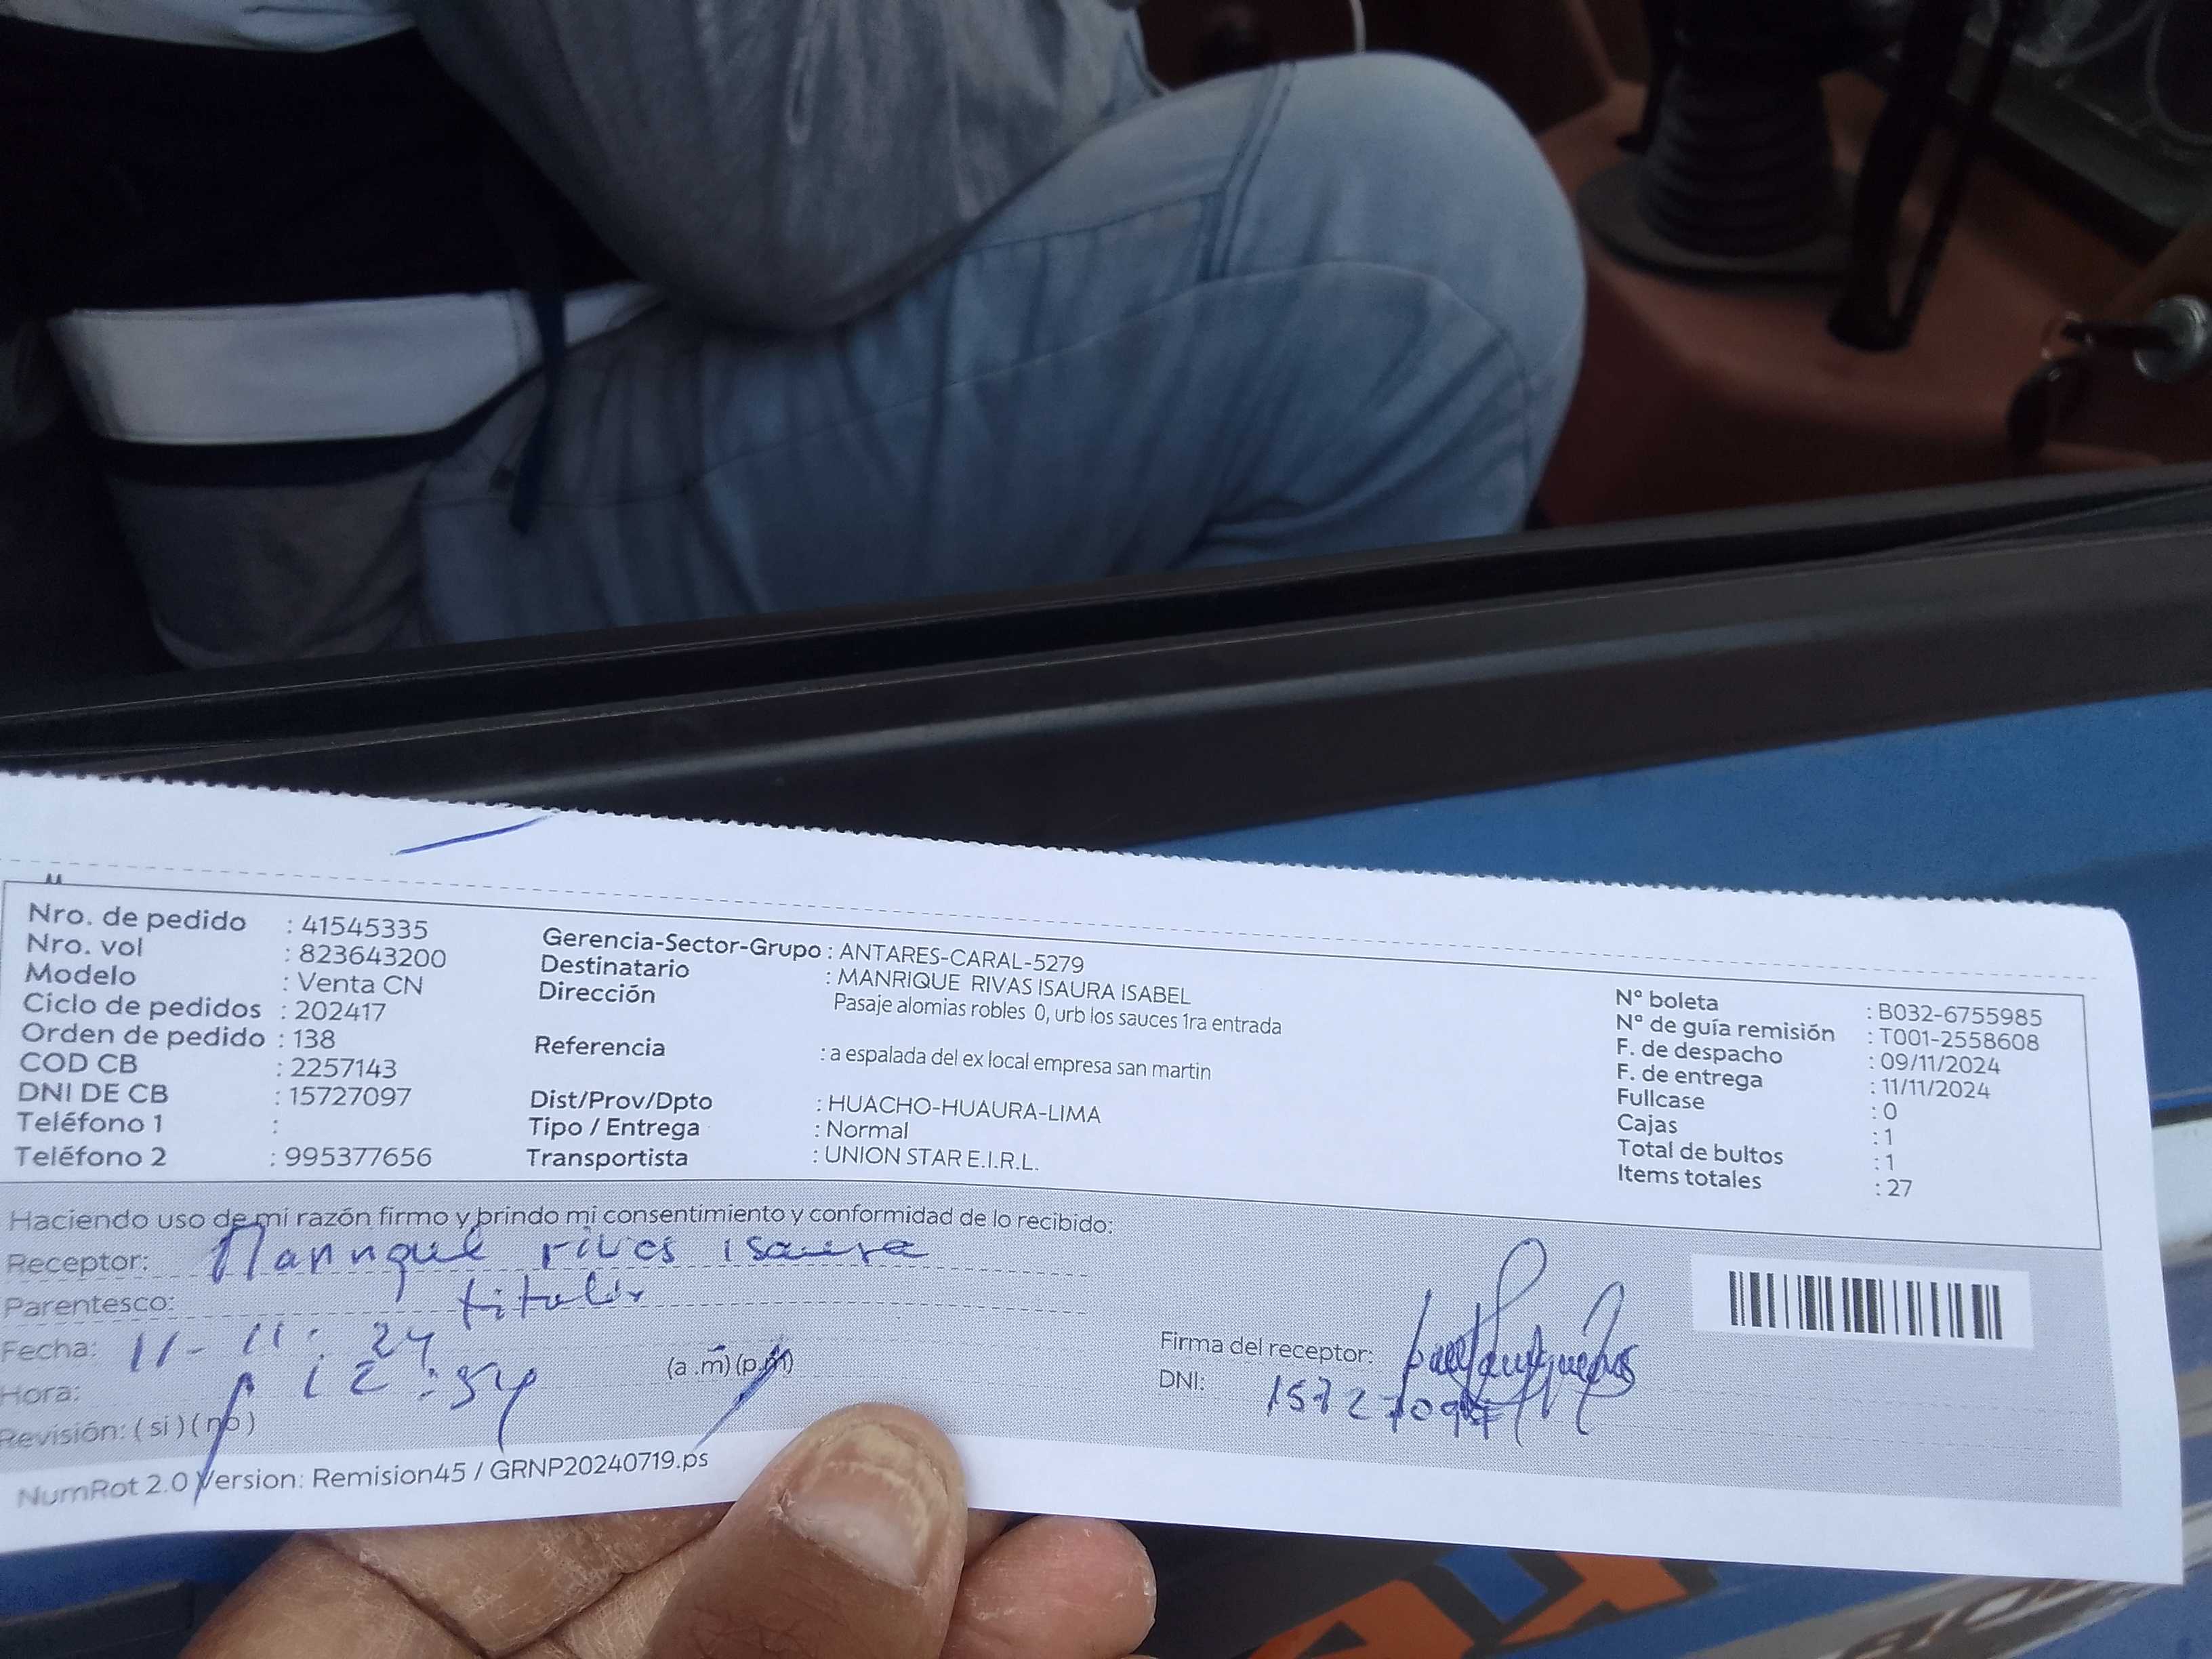 Nro. de pedido : 41545335
Nro. vol : 823643200
Modelo : Venta CN
Ciclo de pedidos : 202417
Orden de pedido : 138
COD CB : 2257143
DNI DE CB : 15727097
Teléfono 1 :
Teléfono 2 : 995377656
Gerencia-Sector-Grupo : ANTARES-CARAL-5279
Destinatario : MANRIQUE RIVAS ISAURA ISABEL
Dirección Pasaje alomias robles 0, urb los sauces 1ra entrada
Referencia : a espalada del ex local empresa san martin
Dist/Prov/Dpto : HUACHO-HUAURA-LIMA
Tipo / Entrega : Normal
Transportista : UNION STAR E.I.R.L.
N° boleta : B032-6755985
N° de guía remisión : T001-2558608
F. de despacho : 09/11/2024
F. de entrega : 11/11/2024
Fullcase : 0
Cajas : 1
Total de bultos : 1
Items totales : 27
Haciendo uso de mi razón firmo y brindo mi consentimiento y conformidad de lo recibido:
Receptor: Manrique rivas isaura
Parentesco: titular
Fecha: 11-11:24
Hora: 12:54 (a .m) (p.m)
Revisión: ( si ) ( no )
Firma del receptor:
DNI: 15727097
NumRot 2.0 Version: Remision45 / GRNP20240719.ps